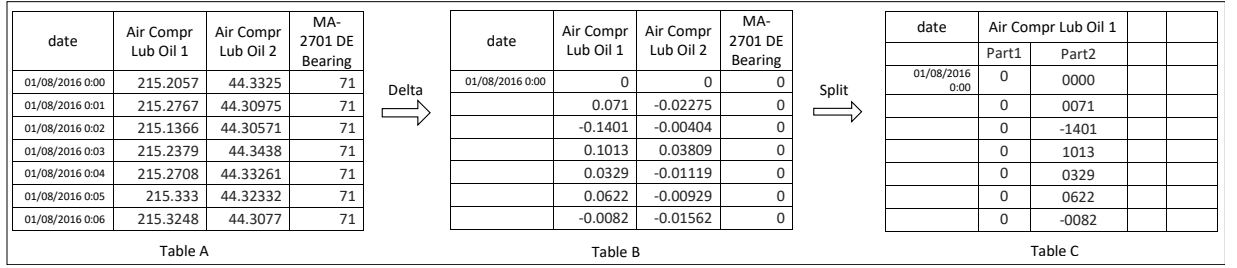 date Air Compr Lub Oil 1 Air Compr Lub Oil 2 MA-2701 DE Bearing
01/08/2016 0:00 215.2057 44.3325 71
01/08/2016 0:01 215.2767 44.30975 71
01/08/2016 0:02 215.1366 44.30571 71
01/08/2016 0:03 215.2379 44.3438 71
01/08/2016 0:04 215.2708 44.33261 71
01/08/2016 0:05 215.333 44.32332 71
01/08/2016 0:06 215.3248 44.3077 71
Table A
Delta
date Air Compr Lub Oil 1 Air Compr Lub Oil 2 MA-2701 DE Bearing
01/08/2016 0:00 0 0 0
0.071 -0.02275 0
-0.1401 -0.00404 0
0.1013 0.03809 0
0.0329 -0.01119 0
0.0622 -0.00929 0
-0.0082 -0.01562 0
Table B
Split
date Air Compr Lub Oil 1
Part1 Part2
01/08/2016 0:00 0 0000
0 0071
0 -1401
0 1013
0 0329
0 0622
0 -0082
Table C